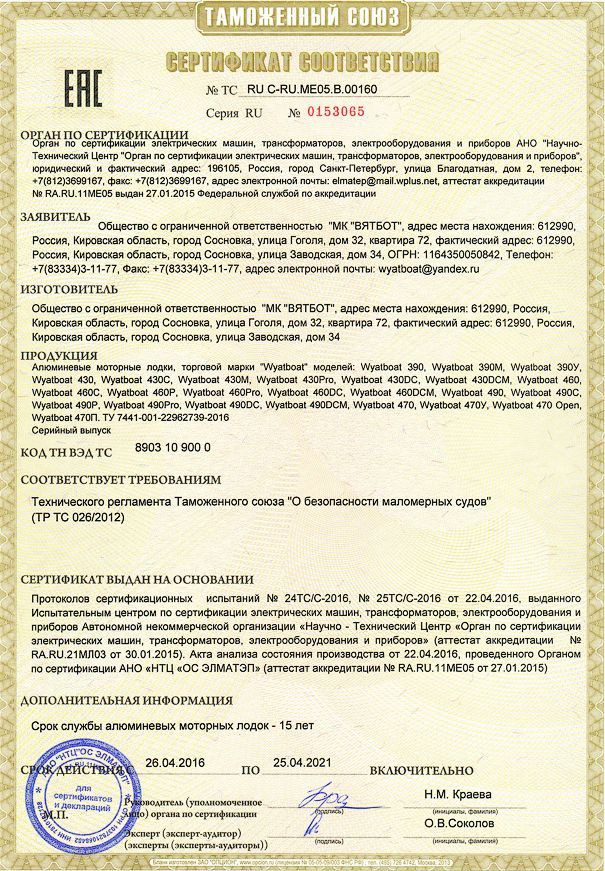 ТАМОЖЕННЫЙ СОЮЗ
СЕРТИФИКАТ СООТВЕТСТВИЯ
ЕАС
№ ТС RU C-RU.ME05.B.00160
Серия RU № 0153065
ОРГАН ПО СЕРТИФИКАЦИИ
Орган по сертификации электрических машин, трансформаторов, электрооборудования и приборов АНО "Научно-
Технический Центр "Орган по сертификации электрических машин, трансформаторов, электрооборудования и приборов",
юридический и фактический адрес: 196105, Россия, город Санкт-Петербург, улица Благодатная, дом 2, телефон:
+7(812)3699167, факс: +7(812)3699167, адрес электронной почты: elmatep@mail.wplus.net, аттестат аккредитации
№ RA.RU.11ME05 выдан 27.01.2015 Федеральной службой по аккредитации
ЗАЯВИТЕЛЬ
Общество с ограниченной ответственностью "МК "ВЯТБОТ", адрес места нахождения: 612990,
Россия, Кировская область, город Сосновка, улица Гоголя, дом 32, квартира 72, фактический адрес: 612990,
Россия, Кировская область, город Сосновка, улица Заводская, дом 34, ОГРН: 1164350050842, Телефон:
+7(83334)3-11-77, Факс: +7(83334)3-11-77, адрес электронной почты: wyatboat@yandex.ru
ИЗГОТОВИТЕЛЬ
Общество с ограниченной ответственностью "МК "ВЯТБОТ", адрес места нахождения: 612990, Россия,
Кировская область, город Сосновка, улица Гоголя, дом 32, квартира 72, фактический адрес: 612990, Россия,
Кировская область, город Сосновка, улица Заводская, дом 34
ПРОДУКЦИЯ
Алюминевые моторные лодки, торговой марки "Wyatboat" моделей: Wyatboat 390, Wyatboat 390M, Wyatboat 390У,
Wyatboat 430, Wyatboat 430C, Wyatboat 430M, Wyatboat 430Pro, Wyatboat 430DC, Wyatboat 430DCM, Wyatboat 460,
Wyatboat 460C, Wyatboat 460P, Wyatboat 460Pro, Wyatboat 460DC, Wyatboat 460DCM, Wyatboat 490, Wyatboat 490C,
Wyatboat 490P, Wyatboat 490Pro, Wyatboat 490DC, Wyatboat 490DCM, Wyatboat 470, Wyatboat 470У, Wyatboat 470 Open,
Wyatboat 470П. ТУ 7441-001-22962739-2016
Серийный выпуск
КОД ТН ВЭД ТС 8903 10 900 0
СООТВЕТСТВУЕТ ТРЕБОВАНИЯМ
Технического регламента Таможенного союза "О безопасности маломерных судов"
(ТР ТС 026/2012)
СЕРТИФИКАТ ВЫДАН НА ОСНОВАНИИ
Протоколов сертификационных испытаний № 24ТС/С-2016, № 25ТС/С-2016 от 22.04.2016, выданного
Испытательным центром по сертификации электрических машин, трансформаторов, электрооборудования и
приборов Автономной некоммерческой организации «Научно - Технический Центр «Орган по сертификации
электрических машин, трансформаторов, электрооборудования и приборов» (аттестат аккредитации №
RA.RU.21МЛ03 от 30.01.2015). Акта анализа состояния производства от 22.04.2016, проведенного Органом
по сертификации АНО «НТЦ «ОС ЭЛМАТЭП» (аттестат аккредитации № RA.RU.11ME05 от 27.01.2015)
ДОПОЛНИТЕЛЬНАЯ ИНФОРМАЦИЯ
Срок службы алюминевых моторных лодок - 15 лет
СРОК ДЕЙСТВИЯ С 26.04.2016 ПО 25.04.2021 ВКЛЮЧИТЕЛЬНО
АНО "НТЦ "ОС ЭЛМАТЭП"
для
сертификатов
и деклараций
М.П.
Руководитель (уполномоченное
лицо) органа по сертификации
(подпись)
Н.М. Краева
(инициалы, фамилия)
Эксперт (эксперт-аудитор)
(эксперты (эксперты-аудиторы))
(подпись)
О.В.Соколов
(инициалы, фамилия)
Бланк изготовлен ЗАО "ОПЦИОН", www.opcion.ru (лицензия № 05-05-09/003 ФНС РФ), тел. (495) 726 4742, Москва, 2013